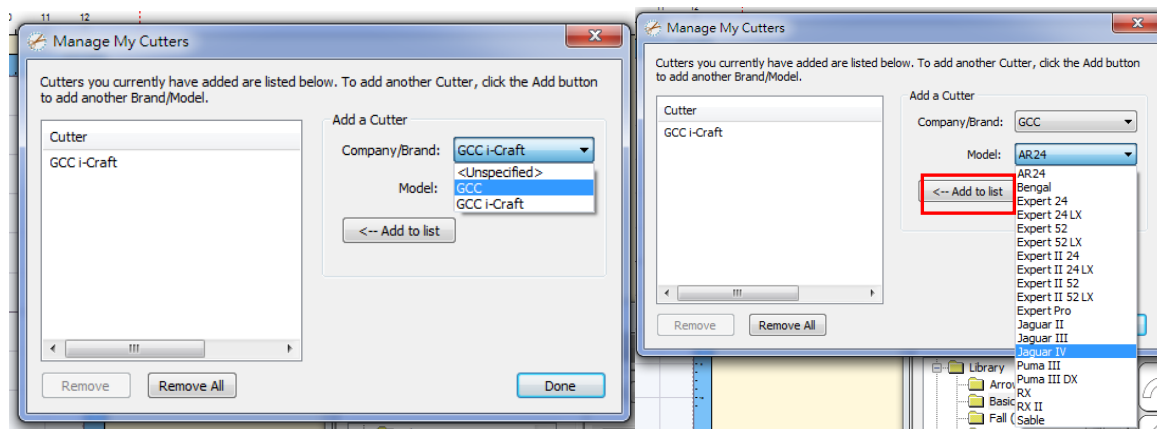 11 12
Manage My Cutters
Cutters you currently have added are listed below. To add another Cutter, click the Add button
to add another Brand/Model.
Cutter
GCC i-Craft
Add a Cutter
Company/Brand: GCC i-Craft
<Unspecified>
GCC
GCC i-Craft
Model:
<-- Add to list
Remove
Remove All
Done
11 12
Manage My Cutters
Cutters you currently have added are listed below. To add another Cutter, click the Add button
to add another Brand/Model.
Cutter
GCC i-Craft
Add a Cutter
Company/Brand: GCC
Model: AR24
<-- Add to list
AR24
Bengal
Expert 24
Expert 24 LX
Expert 52
Expert 52 LX
Expert II 24
Expert II 24 LX
Expert II 52
Expert II 52 LX
Expert Pro
Jaguar II
Jaguar III
Jaguar IV
Puma III
Puma III DX
RX
RX II
Sable
Remove
Remove All
Library
Arro
Basic
Fall (